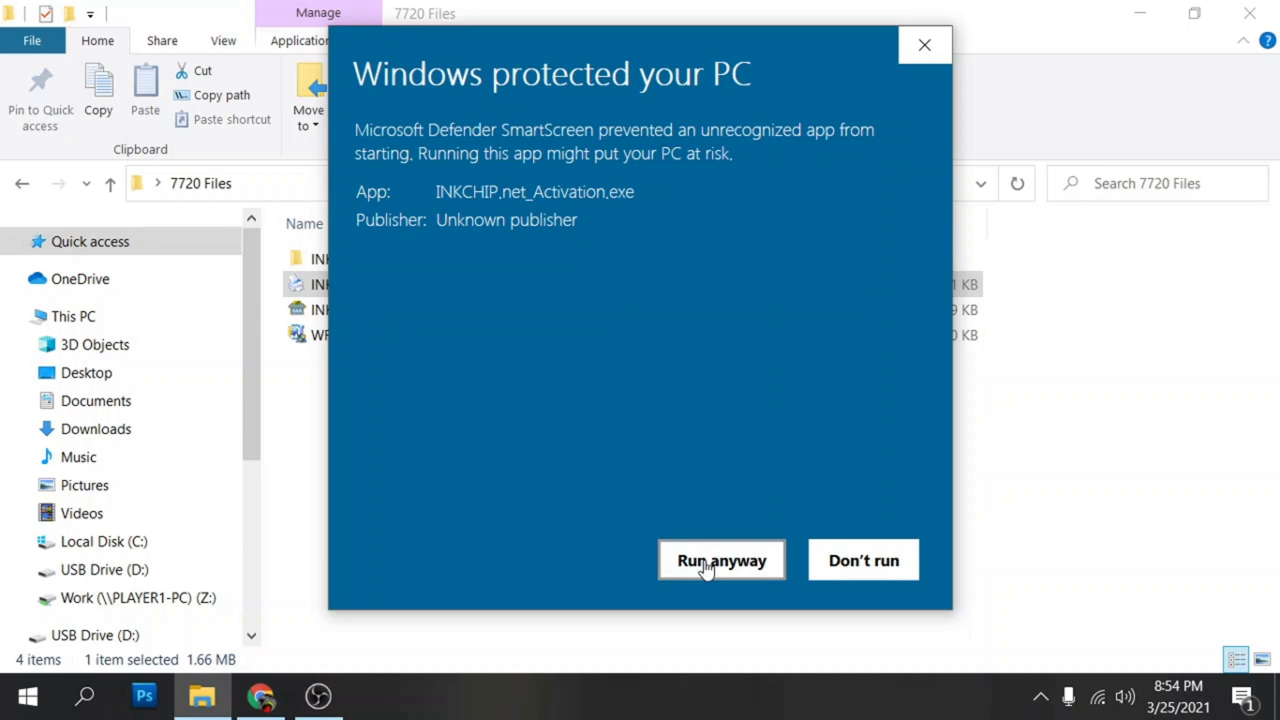 Manage
7720 Files
File
Home
Share
View
Application
Pin to Quick access
Copy
Paste
Cut
Copy path
Paste shortcut
Move to
Clipboard
7720 Files
Search 7720 Files
Name
Quick access
OneDrive
This PC
3D Objects
Desktop
Documents
Downloads
Music
Pictures
Videos
Local Disk (C:)
USB Drive (D:)
Work (\\PLAYER1-PC) (Z:)
USB Drive (D:)
KB
9 KB
0 KB
Windows protected your PC
Microsoft Defender SmartScreen prevented an unrecognized app from
starting. Running this app might put your PC at risk.
App: INKCHIP.net_Activation.exe
Publisher: Unknown publisher
Run anyway
Don't run
4 items
1 item selected 1.66 MB
Ps
8:54 PM
3/25/2021
1